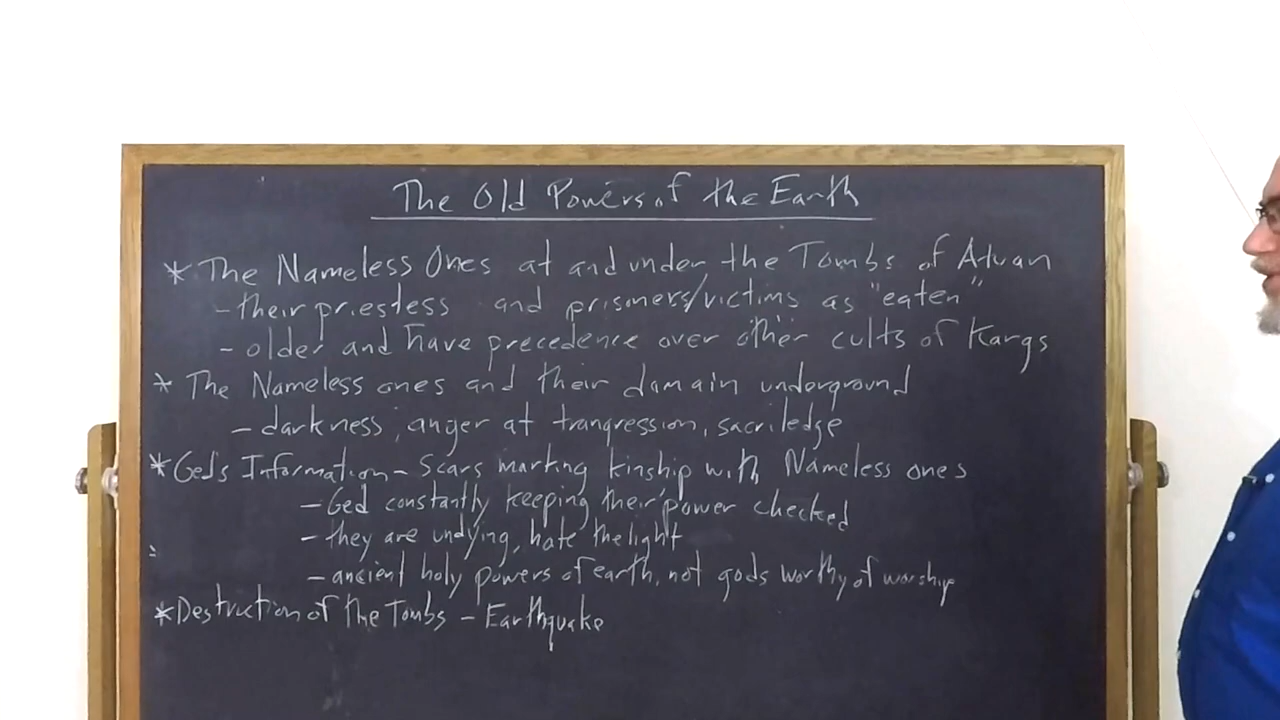 The Old Powers of the Earth
* The Nameless Ones at and under the Tombs of Atuan
- their priestess and prisoners/victims as "eaten"
- older and have precedence over other cults of Kargs
* The Nameless ones and their domain underground
- darkness, anger at trangression, sacriledge
* Ged's Information - Scars marking kinship with Nameless ones
- Ged constantly keeping their power checked
- they are undying, hate the light
- ancient holy powers of earth, not gods worthy of worship
* Destruction of the Tombs - Earthquake